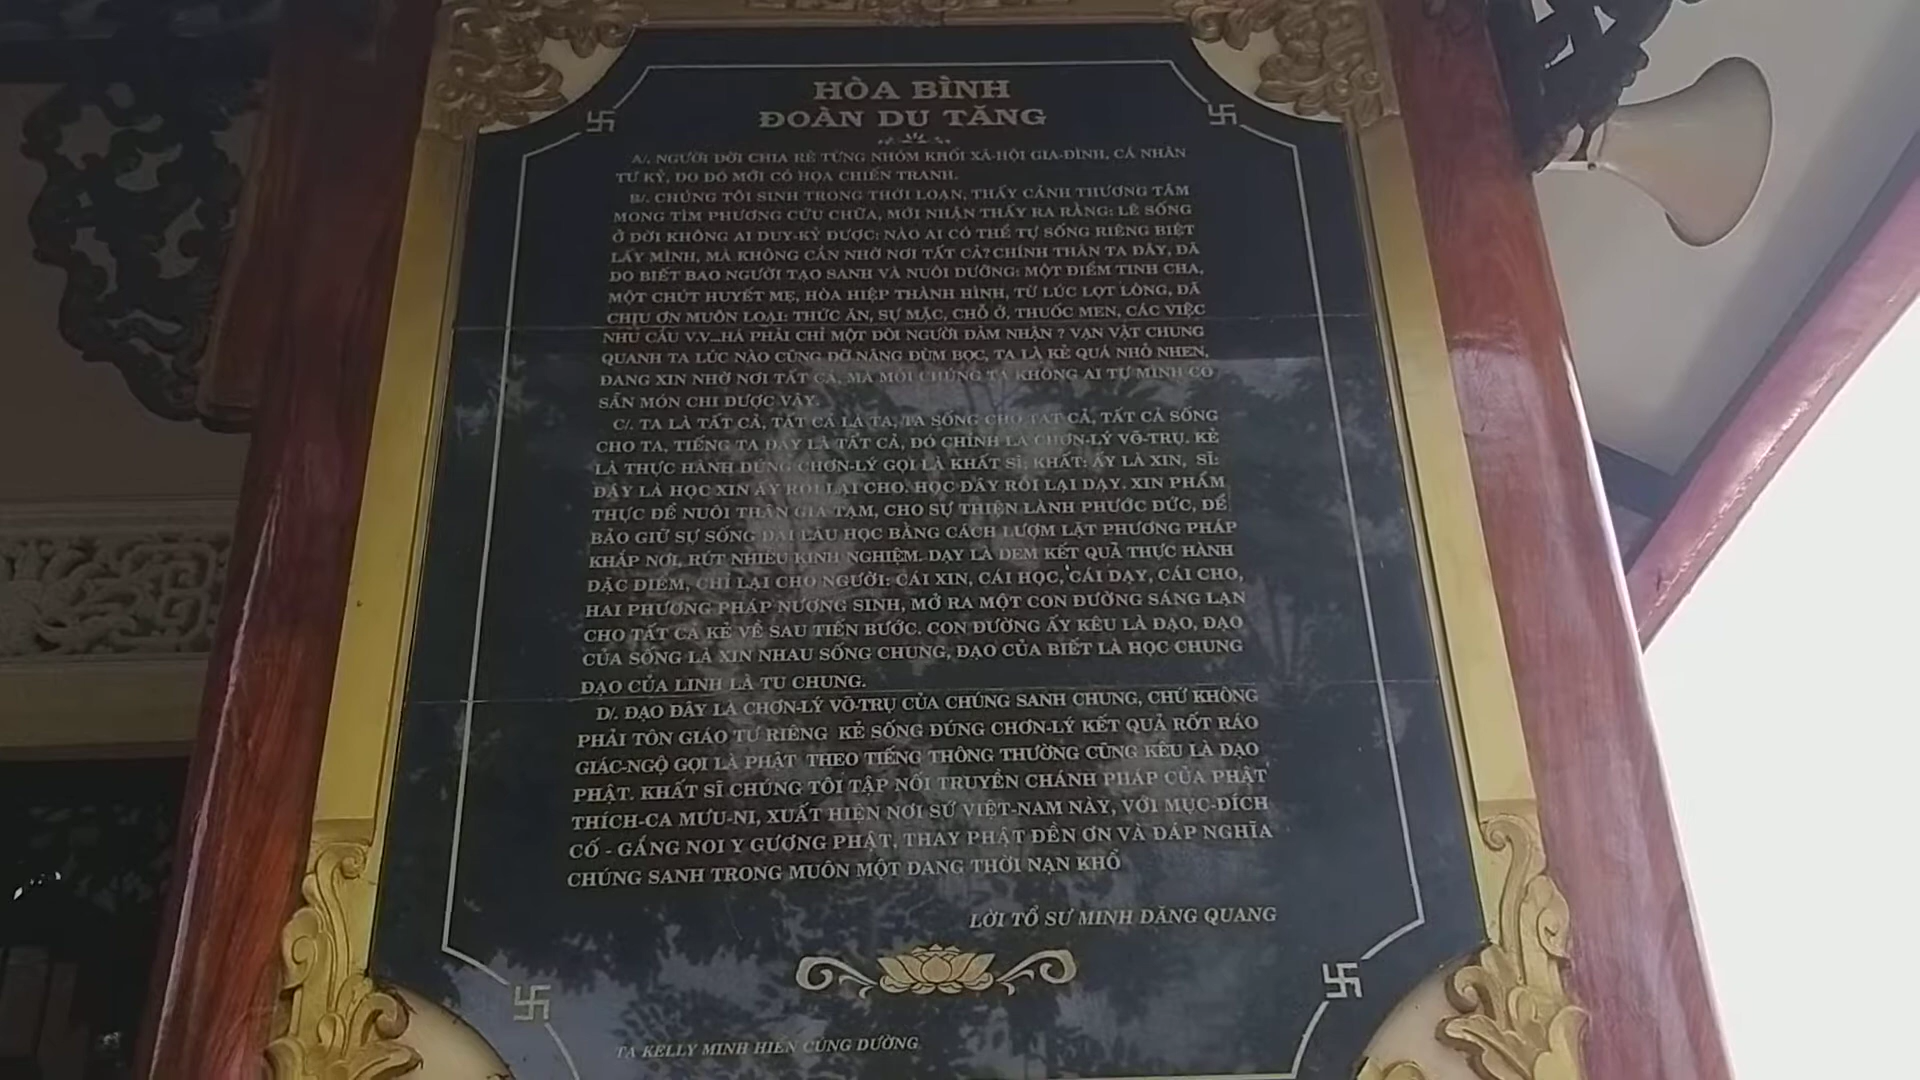 HÒA BÌNH
ĐOÀN DU TĂNG
A/. NGƯỜI ĐỜI CHIA RẼ TỪNG NHÓM KHỐI XÃ-HỘI GIA-ĐÌNH, CÁ NHÂN
TƯ KỶ, DO ĐÓ MỚI CÓ HỌA CHIẾN TRANH.
B/. CHÚNG TÔI SINH TRONG THỜI LOẠN, THẤY CẢNH THƯƠNG TÂM
MONG TÌM PHƯƠNG CỨU CHỮA, MỚI NHẬN THẤY RA RẰNG: LẼ SỐNG
Ở ĐỜI KHÔNG AI DUY-KỶ ĐƯỢC: NÀO AI CÓ THỂ TỰ SỐNG RIÊNG BIỆT
LẤY MÌNH, MÀ KHÔNG CẦN NHỜ NƠI TẤT CẢ? CHÍNH THÂN TA ĐÂY, ĐÃ
DO BIẾT BAO NGƯỜI TẠO SANH VÀ NUÔI DƯỠNG: MỘT ĐIỂM TINH CHA,
MỘT CHÚT HUYẾT MẸ, HÒA HIỆP THÀNH HÌNH, TỪ LÚC LỌT LÒNG, ĐÃ
CHỊU ƠN MUÔN LOẠI: THỨC ĂN, SỰ MẶC, CHỖ Ở, THUỐC MEN, CÁC VIỆC
NHU CẦU V.V...HÁ PHẢI CHỈ MỘT ĐÔI NGƯỜI ĐẢM NHẬN ? VẠN VẬT CHUNG
QUANH TA LÚC NÀO CŨNG ĐỠ NÂNG ĐÙM BỌC, TA LÀ KẺ QUÁ NHỎ NHEN,
ĐANG XIN NHỜ NƠI TẤT CẢ, MÀ MỖI CHÚNG TA KHÔNG AI TỰ MÌNH CÓ
SẴN MÓN CHI ĐƯỢC VẬY.
C/. TA LÀ TẤT CẢ, TẤT CẢ LÀ TA, TA SỐNG CHO TẤT CẢ, TẤT CẢ SỐNG
CHO TA, TIẾNG TA ĐÂY LÀ TẤT CẢ, ĐÓ CHÍNH LÀ CHƠN-LÝ VÕ-TRỤ. KẺ
LÀ THỰC HÀNH ĐÚNG CHƠN-LÝ GỌI LÀ KHẤT SĨ; KHẤT: ẤY LÀ XIN, SĨ:
ĐÂY LÀ HỌC XIN ẤY RỒI LẠI CHO. HỌC ĐÂY RỒI LẠI DẠY. XIN PHẨM
THỰC ĐỂ NUÔI THÂN GIẢ TẠM, CHO SỰ THIỆN LÀNH PHƯỚC ĐỨC, ĐỂ
BẢO GIỮ SỰ SỐNG DÀI LÂU HỌC BẰNG CÁCH LƯỢM LẶT PHƯƠNG PHÁP
KHẮP NƠI, RÚT NHIỀU KINH NGHIỆM. DẠY LÀ ĐEM KẾT QUẢ THỰC HÀNH
ĐẶC ĐIỂM, CHỈ LẠI CHO NGƯỜI: CÁI XIN, CÁI HỌC, CÁI DẠY, CÁI CHO,
HAI PHƯƠNG PHÁP NƯƠNG SINH, MỞ RA MỘT CON ĐƯỜNG SÁNG LẠN
CHO TẤT CẢ KẺ VỀ SAU TIẾN BƯỚC. CON ĐƯỜNG ẤY KÊU LÀ ĐẠO, ĐẠO
CỦA SỐNG LÀ XIN NHAU SỐNG CHUNG, ĐẠO CỦA BIẾT LÀ HỌC CHUNG
ĐẠO CỦA LINH LÀ TU CHUNG.
D/. ĐẠO ĐÂY LÀ CHƠN-LÝ VÕ-TRỤ CỦA CHÚNG SANH CHUNG, CHỨ KHÔNG
PHẢI TÔN GIÁO TƯ RIÊNG KẺ SỐNG ĐÚNG CHƠN-LÝ KẾT QUẢ RỐT RÁO
GIÁC-NGỘ GỌI LÀ PHẬT THEO TIẾNG THÔNG THƯỜNG CŨNG KÊU LÀ ĐẠO
PHẬT. KHẤT SĨ CHÚNG TÔI TẬP NỐI TRUYỀN CHÁNH PHÁP CỦA PHẬT
THÍCH-CA MƯU-NI, XUẤT HIỆN NƠI SỨ VIỆT-NAM NÀY, VỚI MỤC-ĐÍCH
CỐ - GẮNG NOI Y GƯƠNG PHẬT, THAY PHẬT ĐỀN ƠN VÀ ĐÁP NGHĨA
CHÚNG SANH TRONG MUÔN MỘT ĐANG THỜI NẠN KHỔ
LỜI TỔ SƯ MINH ĐĂNG QUANG
TẠ KELLY MINH HIỀN CÚNG DƯỜNG